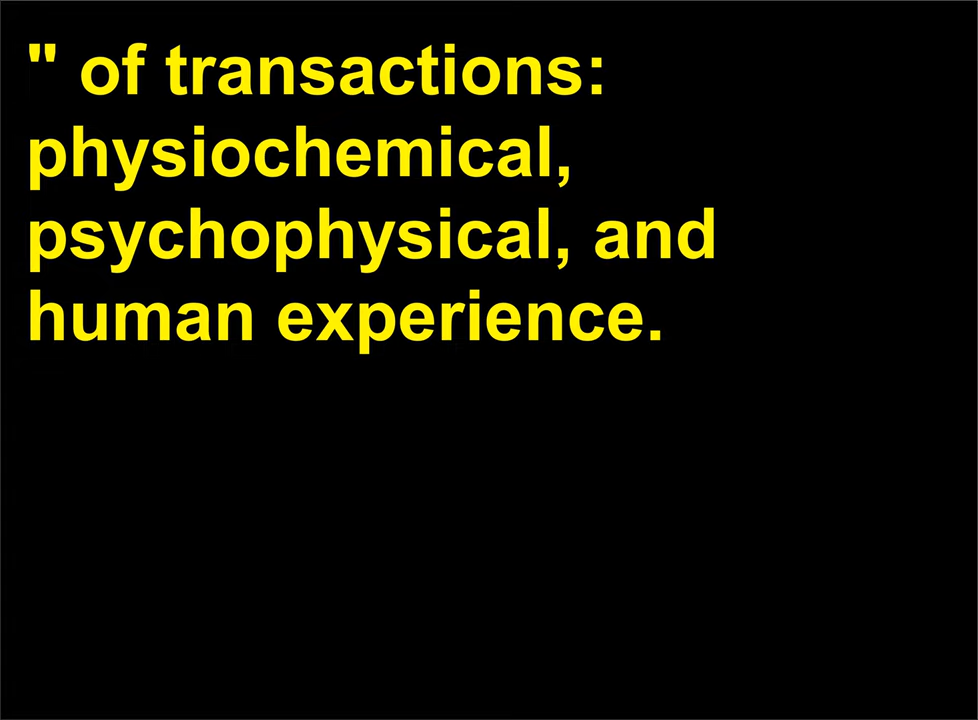 " of transactions:
physiochemical,
psychophysical, and
human experience.